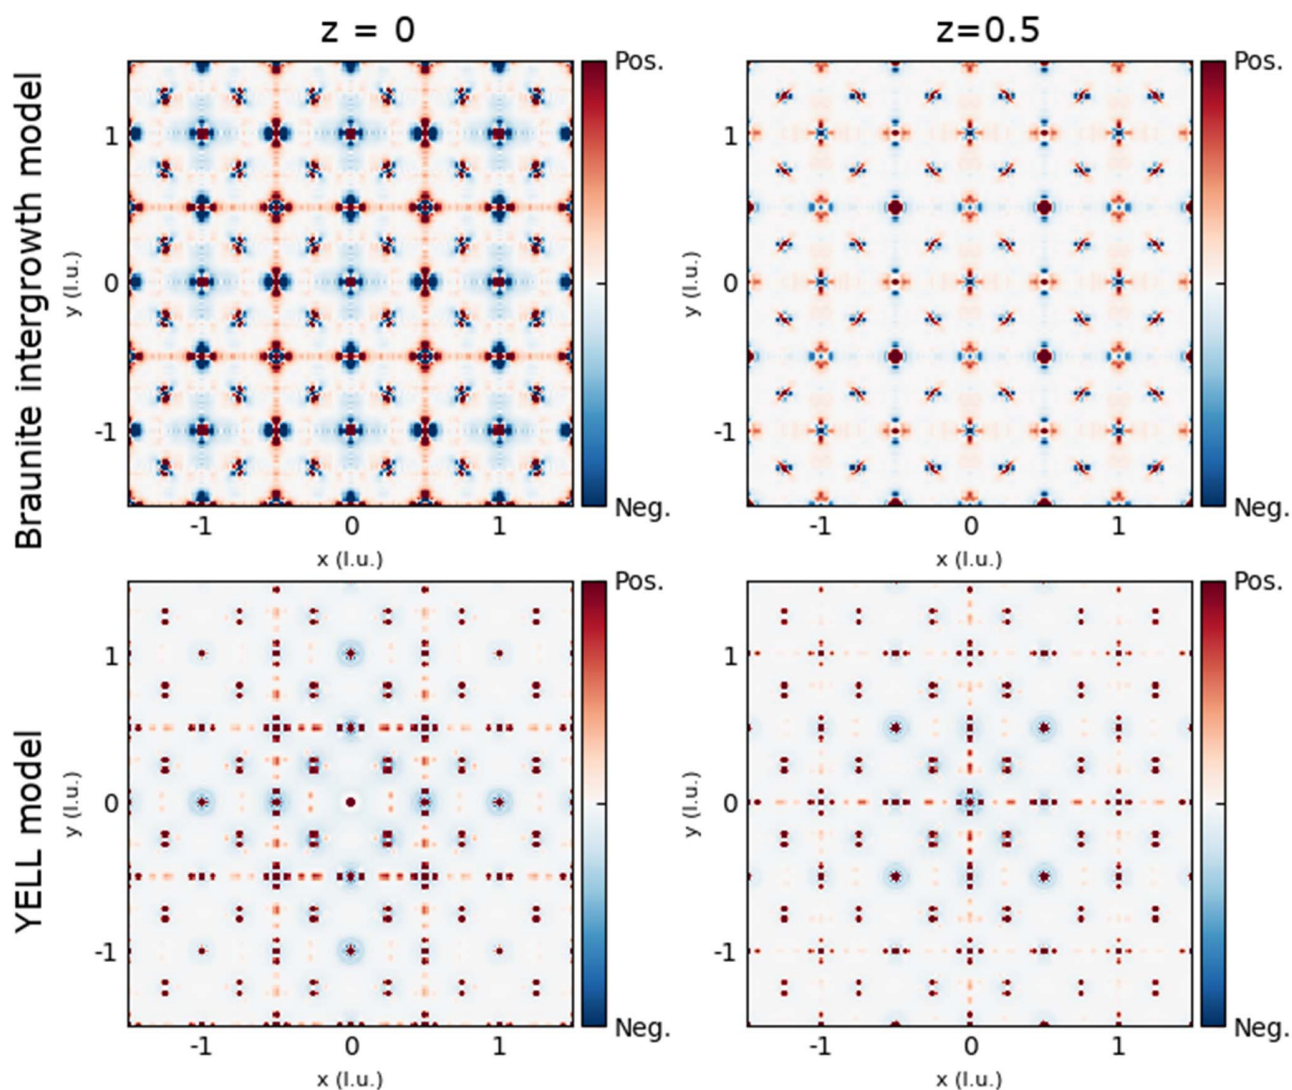 z = 0
z=0.5
Braunite intergrowth model
Pos.
1
0
-1
y (l.u.)
-1
0
1
x (l.u.)
Neg.
Pos.
1
0
-1
y (l.u.)
-1
0
1
x (l.u.)
Neg.
YELL model
Pos.
1
0
-1
y (l.u.)
-1
0
1
x (l.u.)
Neg.
Pos.
1
0
-1
y (l.u.)
-1
0
1
x (l.u.)
Neg.